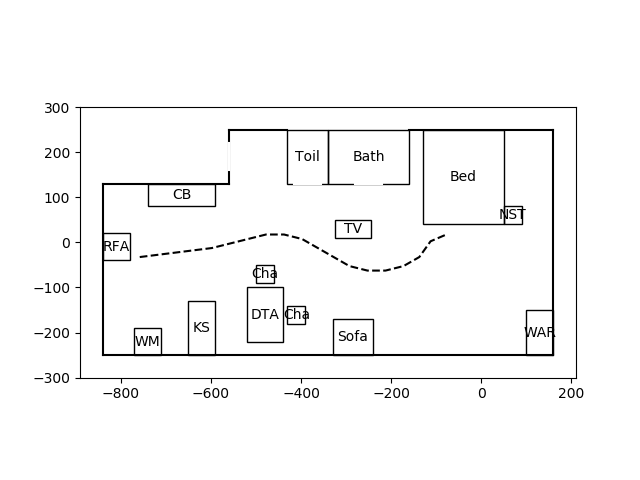 300
200
100
0
−100
−200
−300
Toil
Bath
Bed
CB
NST
TV
RFA
Cha
DTA
Cha
KS
WM
Sofa
WAR
−800
−600
−400
−200
0
200